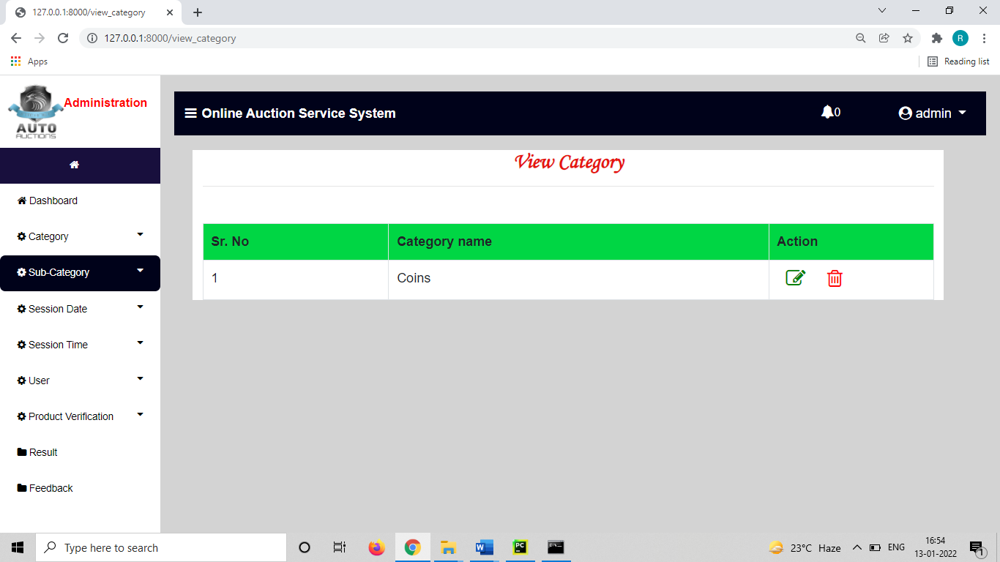 127.0.0.1:8000/view_category
127.0.0.1:8000/view_category
R
Apps
Reading list
AUTO
AUCTIONS
Administration
Online Auction Service System
0
admin
Dashboard
Category
Sub-Category
Session Date
Session Time
User
Product Verification
Result
Feedback
View Category
Sr. No Category name Action
1 Coins
Type here to search
W
PC
23°C Haze
ENG
16:54
13-01-2022
1